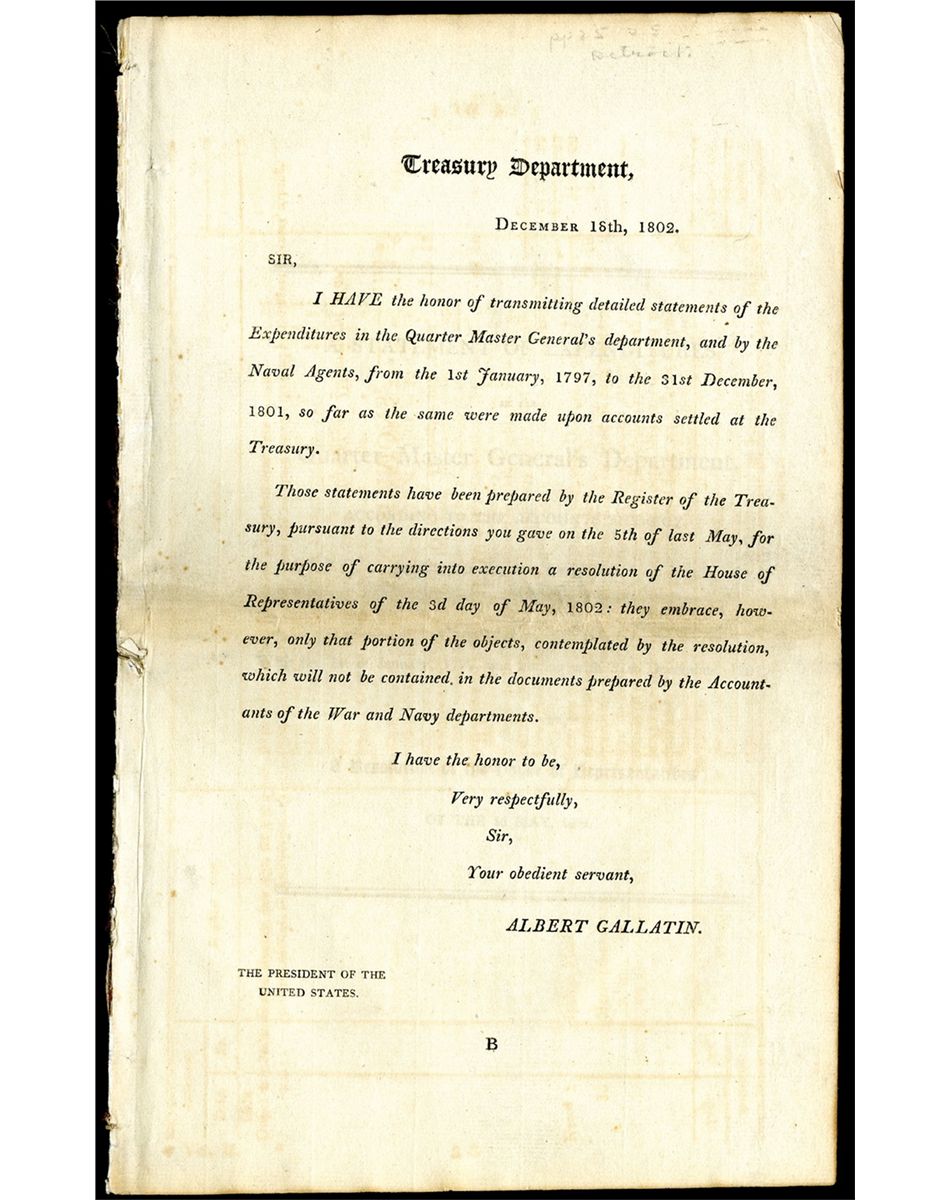 Detroit.
Treasury Department,
DECEMBER 18th, 1802.
SIR,
I HAVE the honor of transmitting detailed statements of the
Expenditures in the Quarter Master General's department, and by the
Naval Agents, from the 1st January, 1797, to the 31st December,
1801, so far as the same were made upon accounts settled at the
Treasury.
Those statements have been prepared by the Register of the Trea-
sury, pursuant to the directions you gave on the 5th of last May, for
the purpose of carrying into execution a resolution of the House of
Representatives of the 3d day of May, 1802: they embrace, how-
ever, only that portion of the objects, contemplated by the resolution,
which will not be contained in the documents prepared by the Account-
ants of the War and Navy departments.
I have the honor to be,
Very respectfully,
Sir,
Your obedient servant,
ALBERT GALLATIN.
THE PRESIDENT OF THE
UNITED STATES.
B